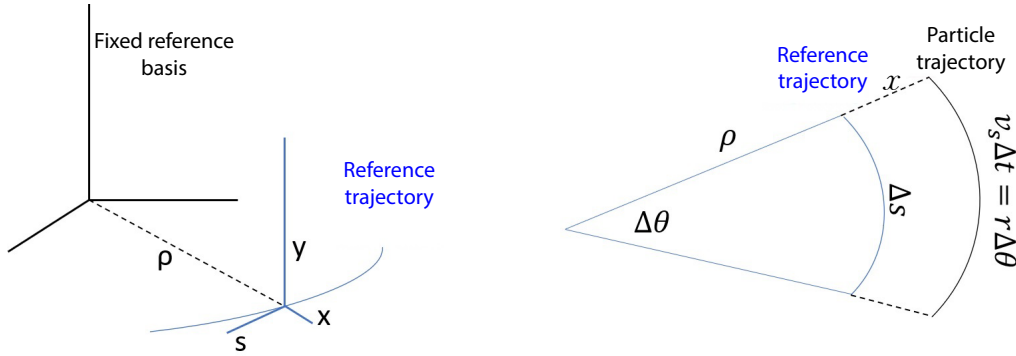 Fixed reference
basis
Reference
trajectory
ρ
y
x
s
Particle
trajectory
Reference
trajectory
x
ρ
Δs
Δθ
v_sΔt = rΔθ